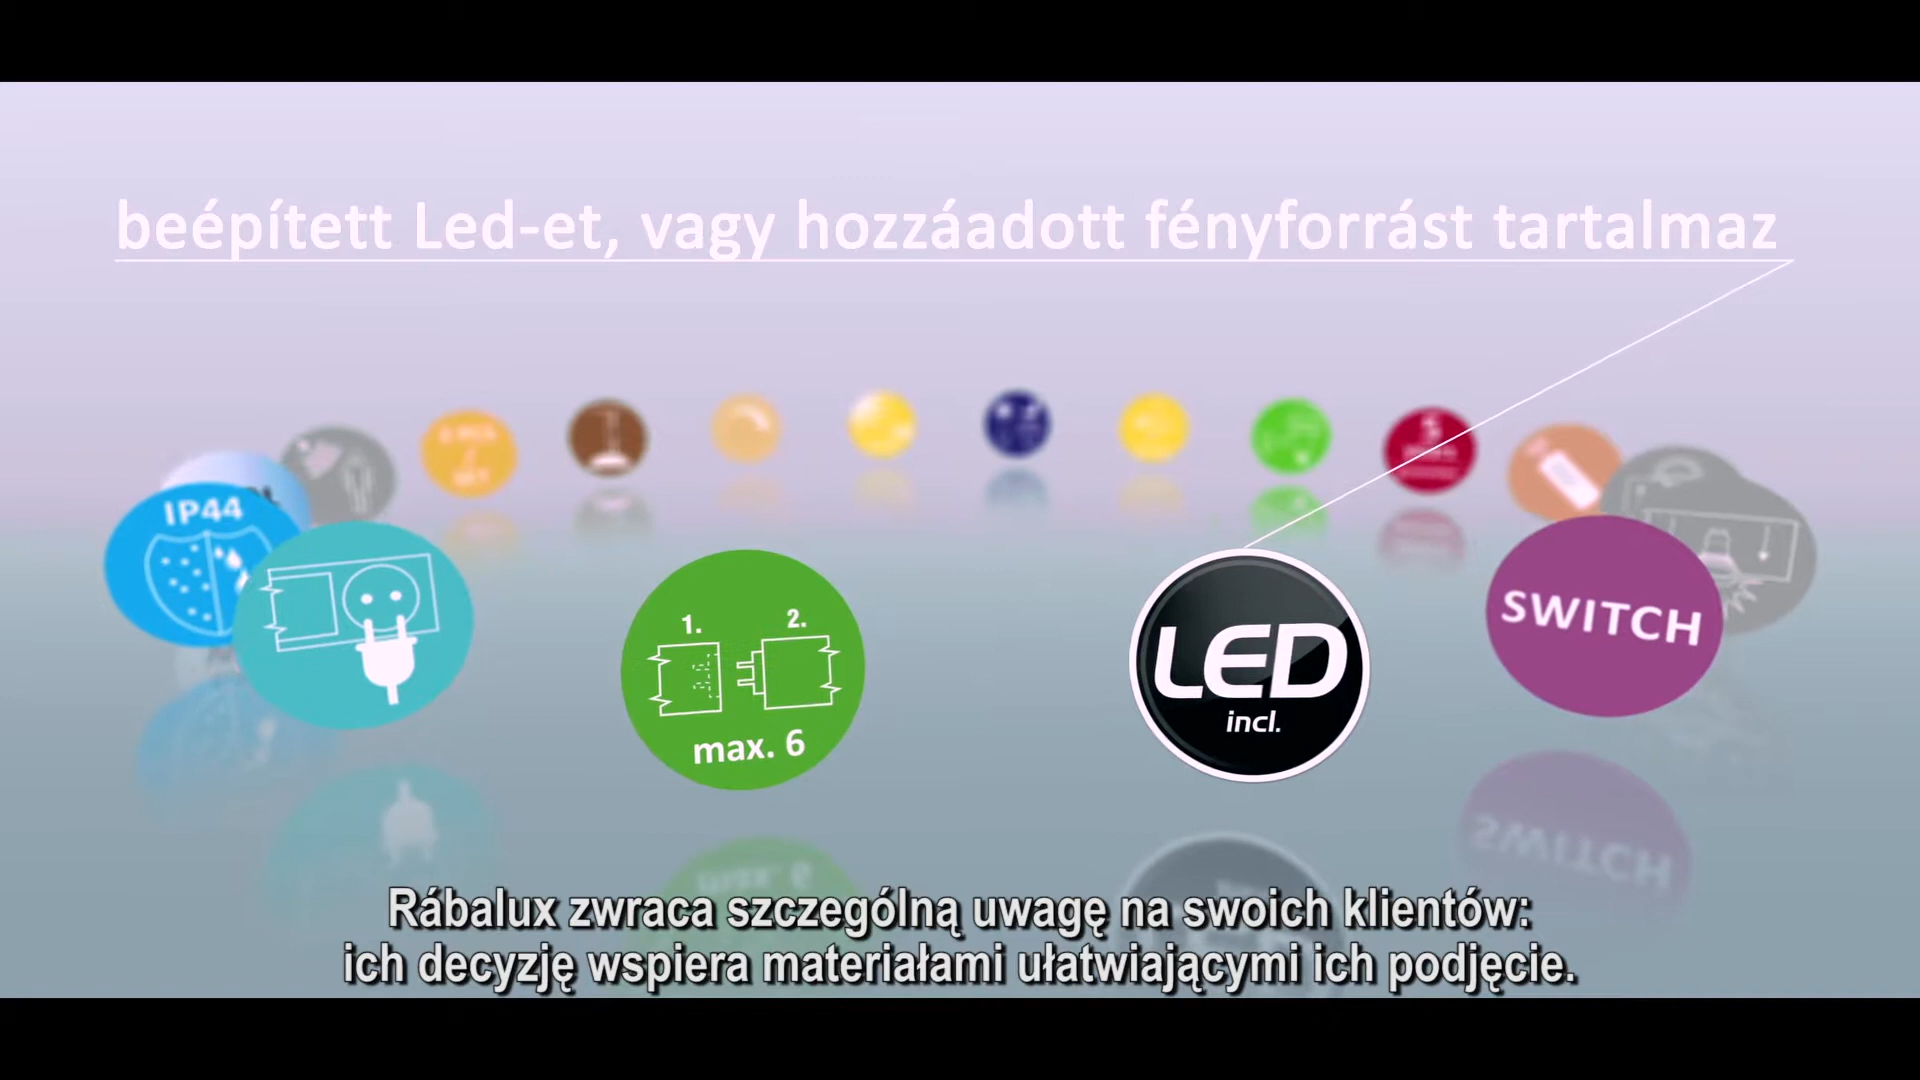 beépített Led-et, vagy hozzáadott fényforrást tartalmaz
IP44
1. 2.
max. 6
LED
incl.
SWITCH
Rábalux zwraca szczególną uwagę na swoich klientów:
ich decyzję wspiera materiałami ułatwiającymi ich podjęcie.